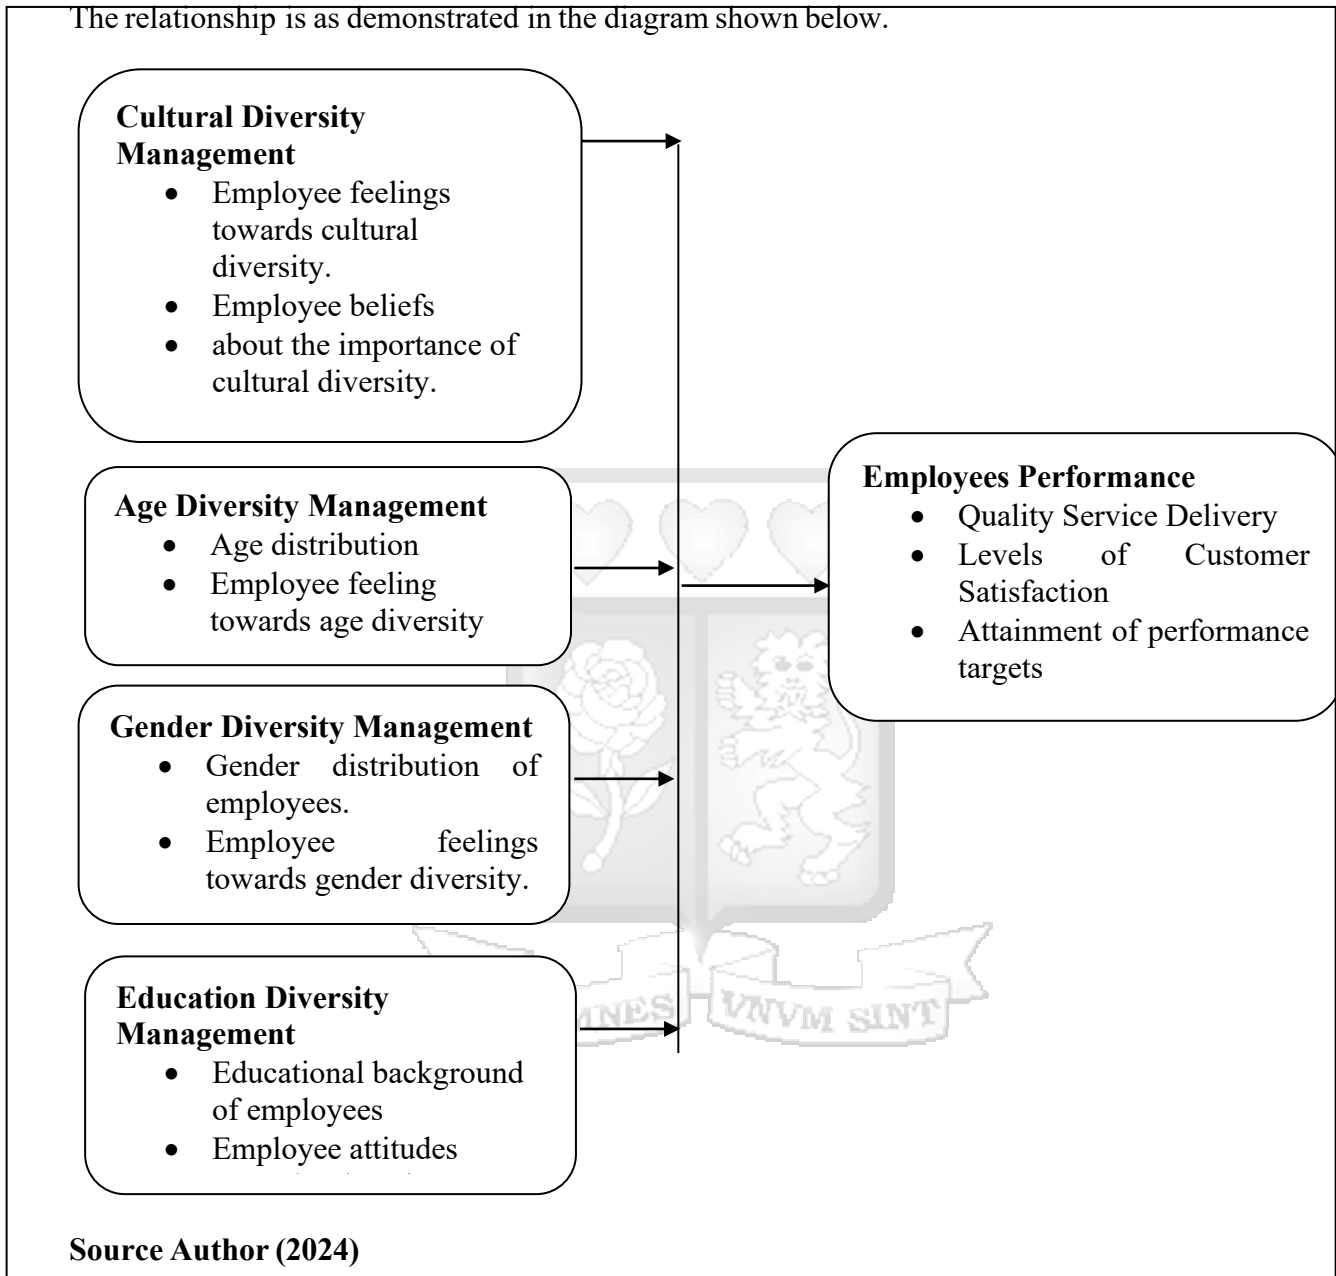 The relationship is as demonstrated in the diagram shown below.
Cultural Diversity
Management
• Employee feelings
towards cultural
diversity.
• Employee beliefs
• about the importance of
cultural diversity.
Age Diversity Management
• Age distribution
• Employee feeling
towards age diversity
Gender Diversity Management
• Gender distribution of
employees.
• Employee feelings
towards gender diversity.
Education Diversity
Management
• Educational background
of employees
• Employee attitudes
Employees Performance
• Quality Service Delivery
• Levels of Customer
Satisfaction
• Attainment of performance
targets
VNVM SINT
Source Author (2024)